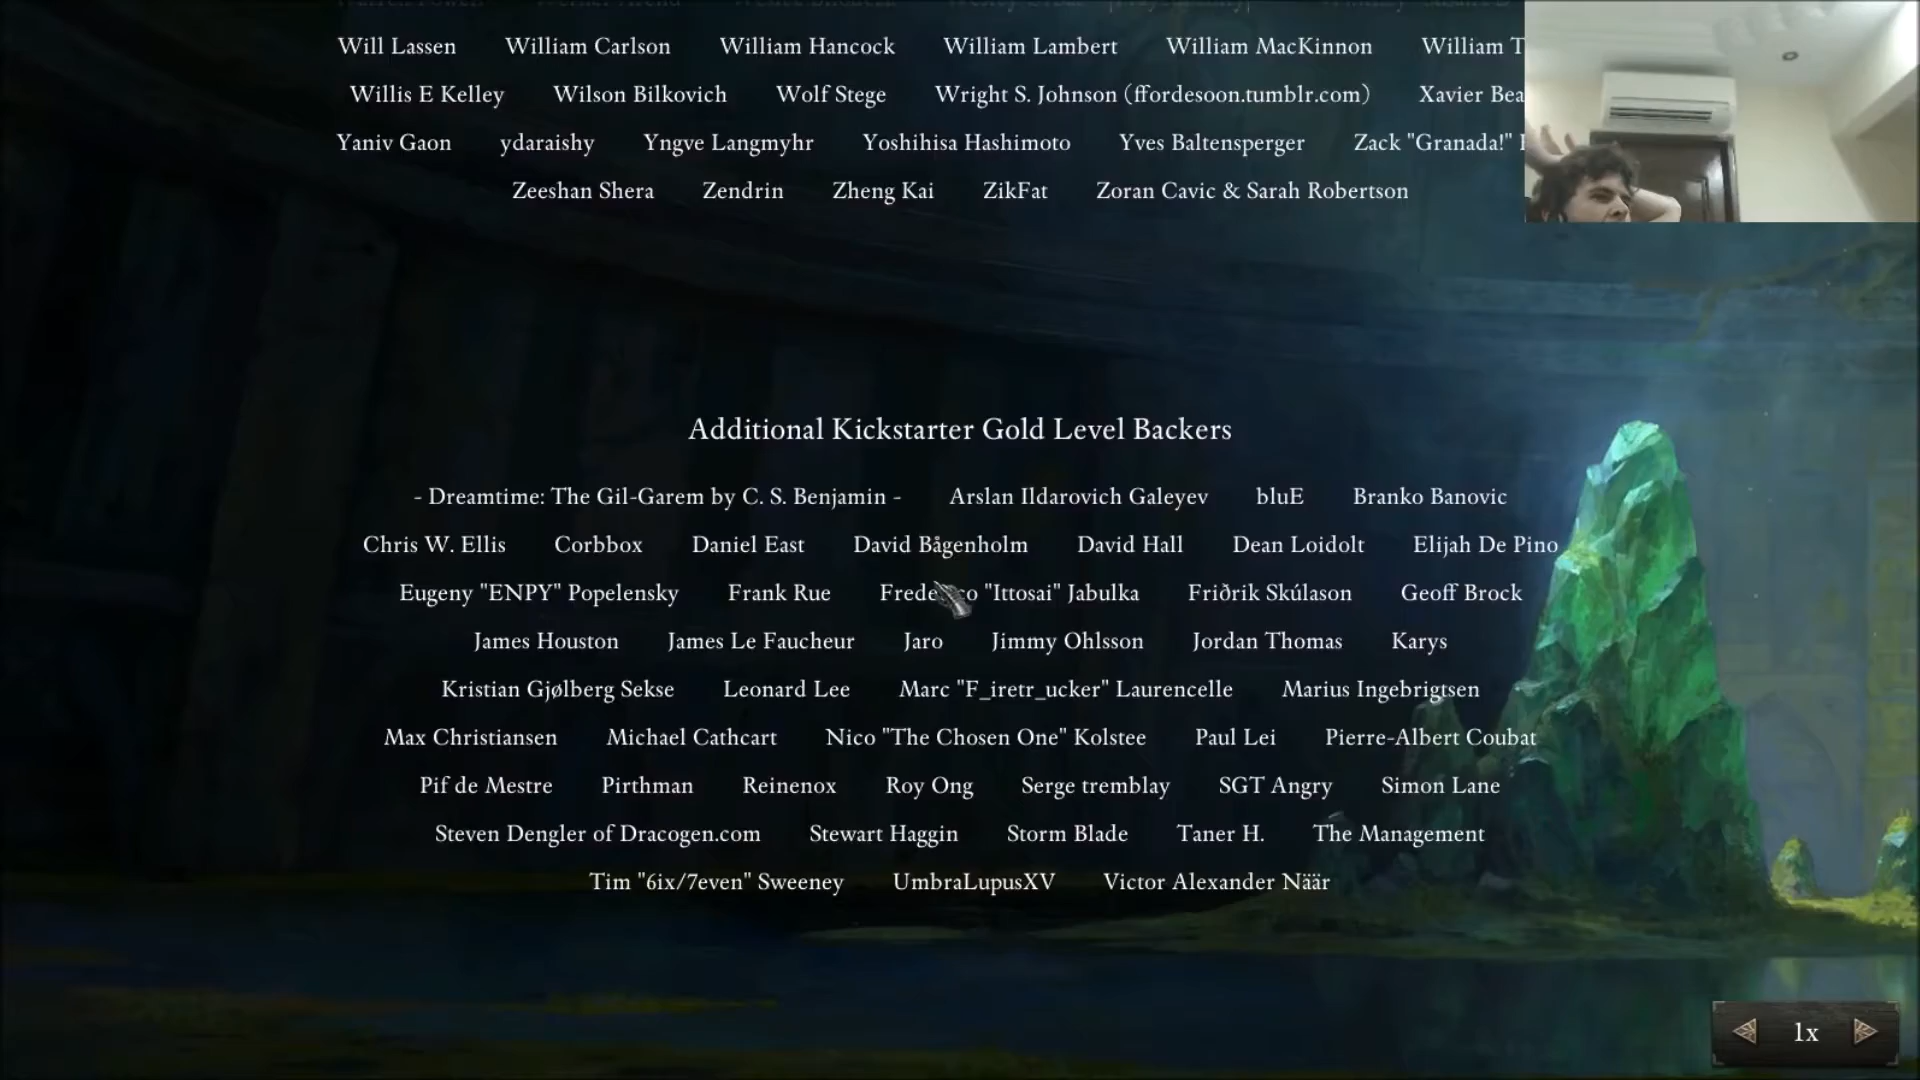 Will Lassen William Carlson William Hancock William Lambert William MacKinnon William T
Willis E Kelley Wilson Bilkovich Wolf Stege Wright S. Johnson (ffordesoon.tumblr.com) Xavier Bea
Yaniv Gaon ydaraishy Yngve Langmyhr Yoshihisa Hashimoto Yves Baltensperger Zack "Granada!"
Zeeshan Shera Zendrin Zheng Kai ZikFat Zoran Cavic & Sarah Robertson
Additional Kickstarter Gold Level Backers
- Dreamtime: The Gil-Garem by C. S. Benjamin - Arslan Ildarovich Galeyev bluE Branko Banovic
Chris W. Ellis Corbbox Daniel East David Bågenholm David Hall Dean Loidolt Elijah De Pino
Eugeny "ENPY" Popelensky Frank Rue "Ittosai" Jabulka Friðrik Skúlason Geoff Brock
James Houston James Le Faucheur Jaro Jimmy Ohlsson Jordan Thomas Karys
Kristian Gjølberg Sekse Leonard Lee Marc "F_iretr_ucker" Laurencelle Marius Ingebrigtsen
Max Christiansen Michael Cathcart Nico "The Chosen One" Kolstee Paul Lei Pierre-Albert Coubat
Pif de Mestre Pirthman Reinenox Roy Ong Serge tremblay SGT Angry Simon Lane
Steven Dengler of Dracogen.com Stewart Haggin Storm Blade Taner H. The Management
Tim "6ix/7even" Sweeney UmbraLupusXV Victor Alexander Näär
1x